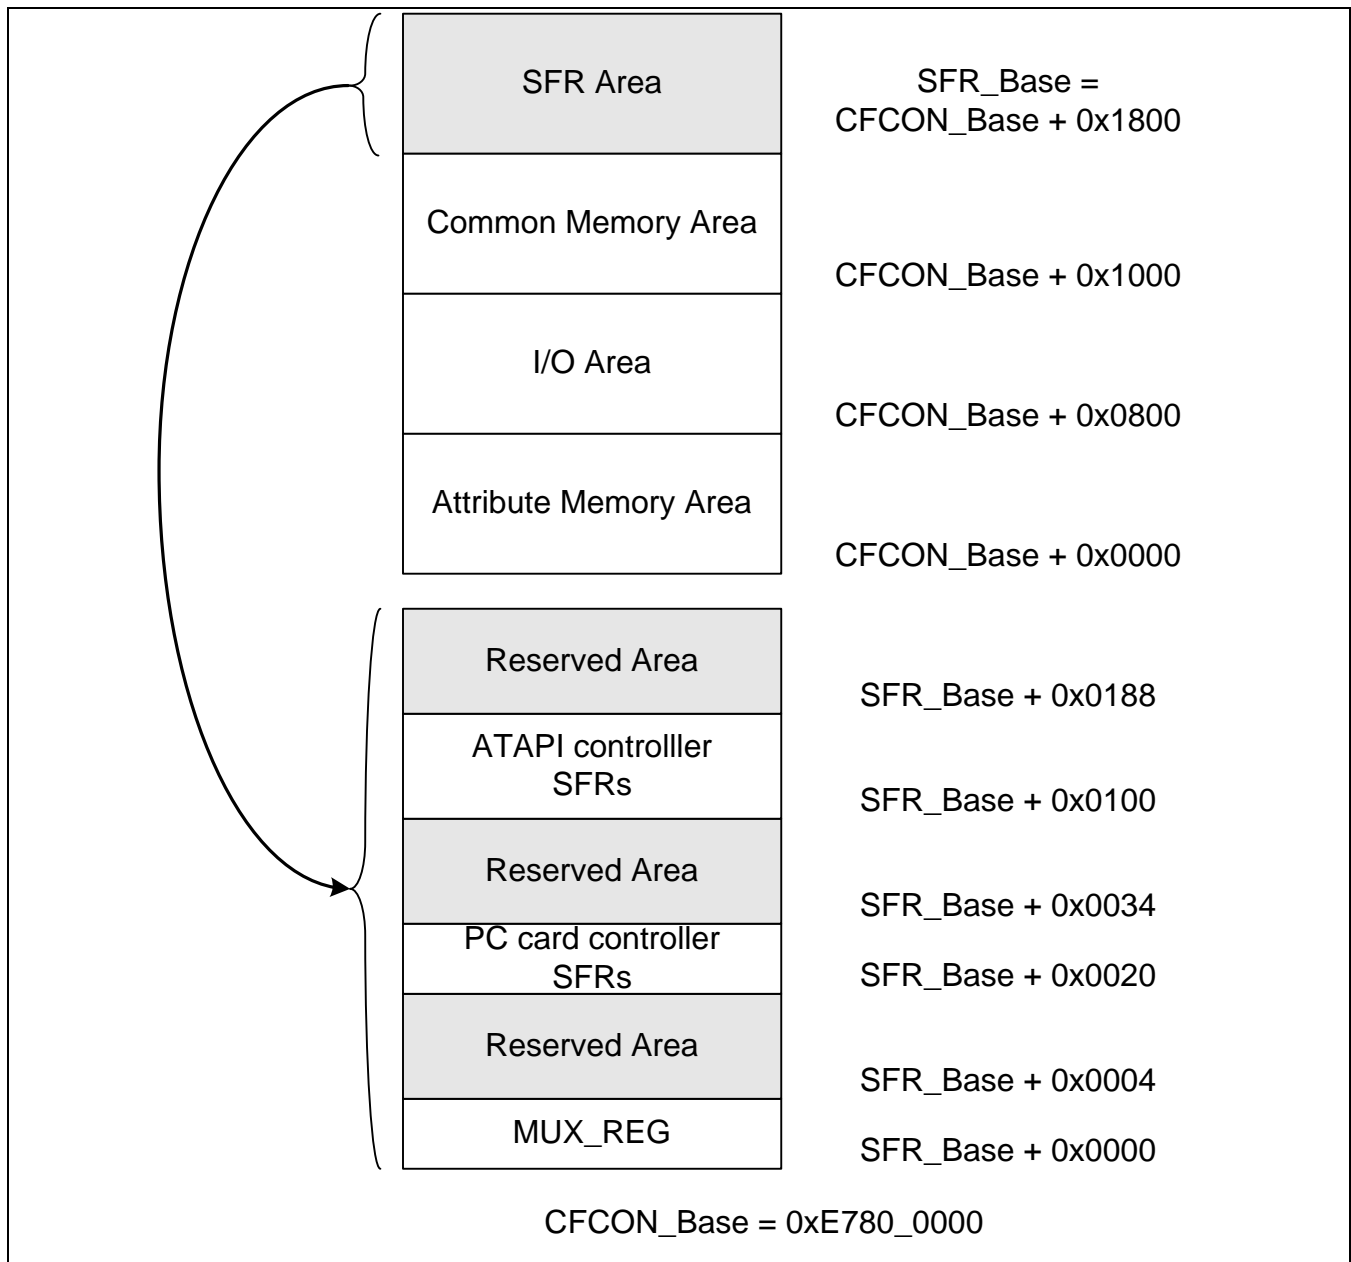 SFR Area
SFR_Base =
CFCON_Base + 0x1800
Common Memory Area
CFCON_Base + 0x1000
I/O Area
CFCON_Base + 0x0800
Attribute Memory Area
CFCON_Base + 0x0000
Reserved Area
SFR_Base + 0x0188
ATAPI controlller
SFRs
SFR_Base + 0x0100
Reserved Area
SFR_Base + 0x0034
PC card controller
SFRs
SFR_Base + 0x0020
Reserved Area
SFR_Base + 0x0004
MUX_REG
SFR_Base + 0x0000
CFCON_Base = 0xE780_0000